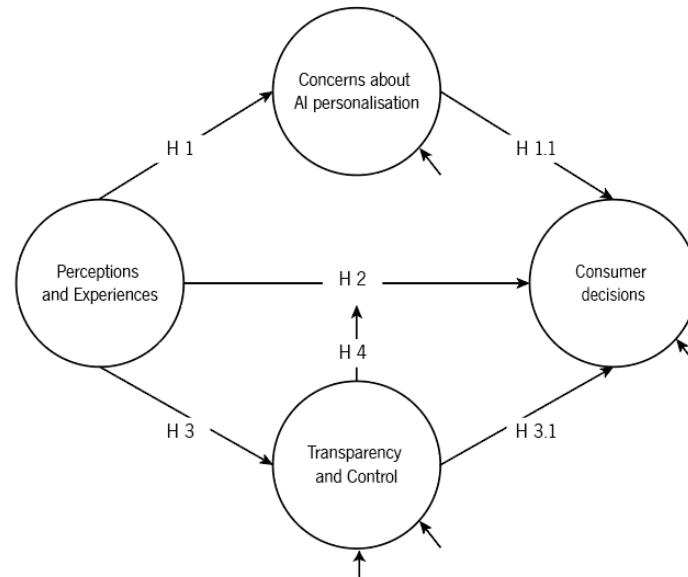 Concerns about
AI personalisation
H 1
H 1.1
Perceptions
and Experiences
H 2
Consumer
decisions
H 4
H 3
H 3.1
Transparency
and Control